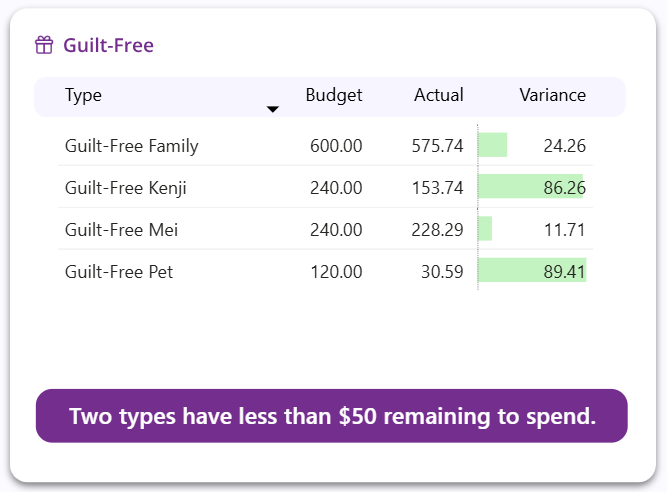 Guilt-Free
Type Budget Actual Variance
Guilt-Free Family 600.00 575.74 24.26
Guilt-Free Kenji 240.00 153.74 86.26
Guilt-Free Mei 240.00 228.29 11.71
Guilt-Free Pet 120.00 30.59 89.41
Two types have less than $50 remaining to spend.